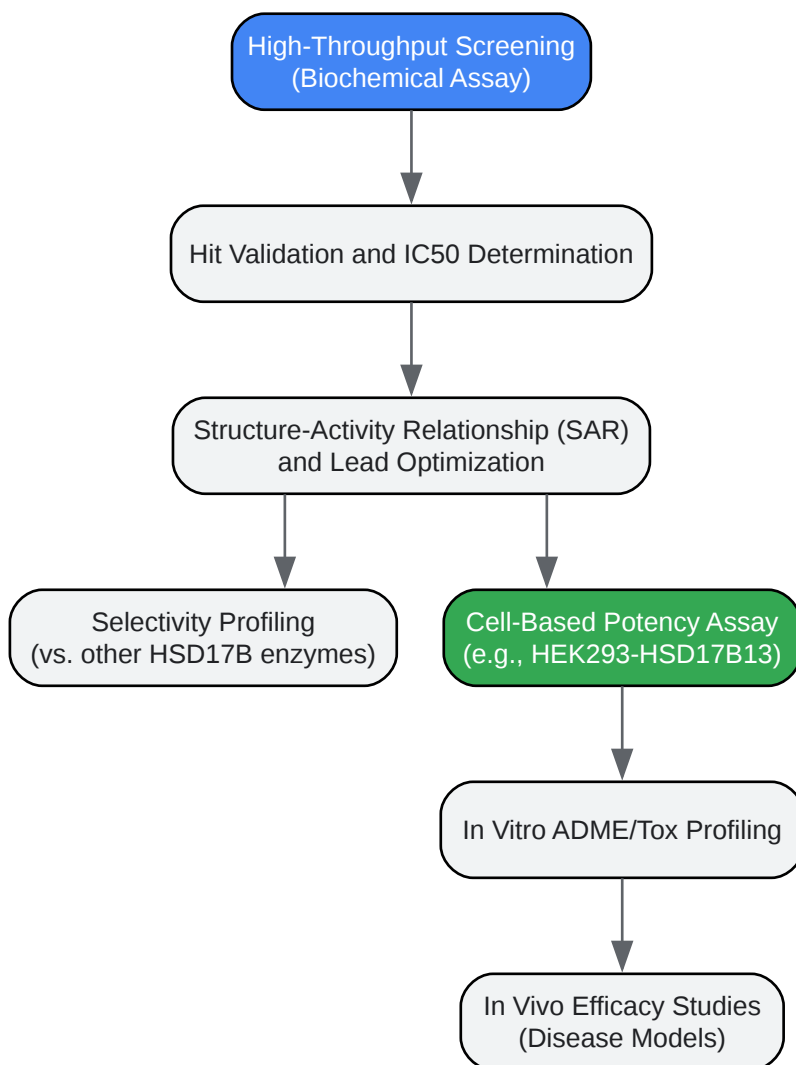 High-Throughput Screening
(Biochemical Assay)
Hit Validation and IC50 Determination
Structure-Activity Relationship (SAR)
and Lead Optimization
Selectivity Profiling
(vs. other HSD17B enzymes)
Cell-Based Potency Assay
(e.g., HEK293-HSD17B13)
In Vitro ADME/Tox Profiling
In Vivo Efficacy Studies
(Disease Models)